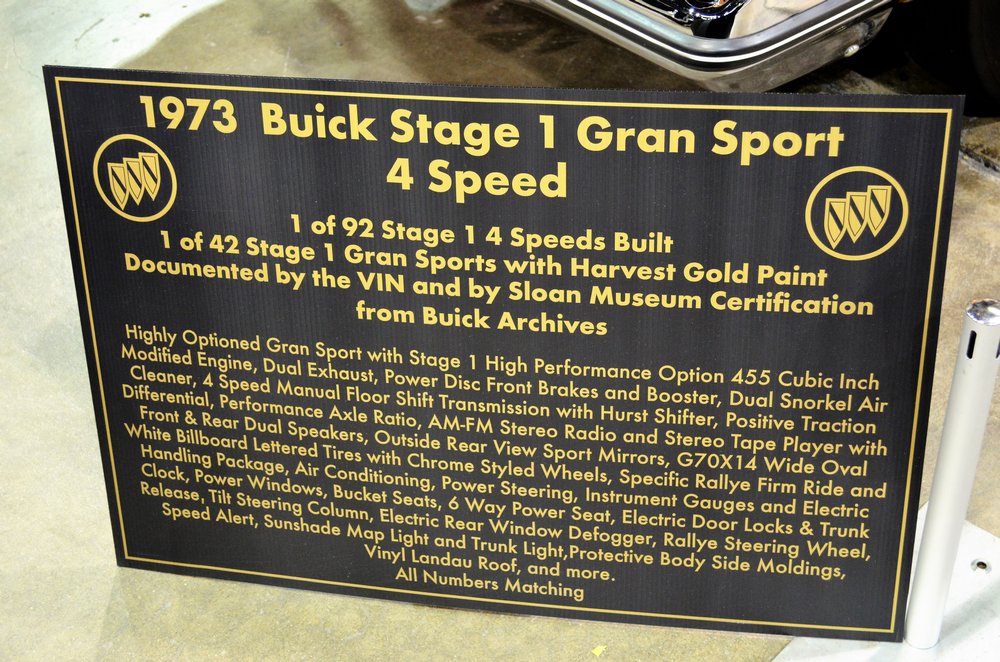 1973 Buick Stage 1 Gran Sport
4 Speed
1 of 92 Stage 1 4 Speeds Built
1 of 42 Stage 1 Gran Sports with Harvest Gold Paint
Documented by the VIN and by Sloan Museum Certification
from Buick Archives
Highly Optioned Gran Sport with Stage 1 High Performance Option 455 Cubic Inch
Modified Engine, Dual Exhaust, Power Disc Front Brakes and Booster, Dual Snorkel Air
Cleaner, 4 Speed Manual Floor Shift Transmission with Hurst Shifter, Positive Traction
Differential, Performance Axle Ratio, AM-FM Stereo Radio and Stereo Tape Player with
Front & Rear Dual Speakers, Outside Rear View Sport Mirrors, G70X14 Wide Oval
White Billboard Lettered Tires with Chrome Styled Wheels, Specific Rallye Firm Ride and
Handling Package, Air Conditioning, Power Steering, Instrument Gauges and Electric
Clock, Power Windows, Bucket Seats, 6 Way Power Seat, Electric Door Locks & Trunk
Release, Tilt Steering Column, Electric Rear Window Defogger, Rallye Steering Wheel,
Speed Alert, Sunshade Map Light and Trunk Light,Protective Body Side Moldings,
Vinyl Landau Roof, and more.
All Numbers Matching